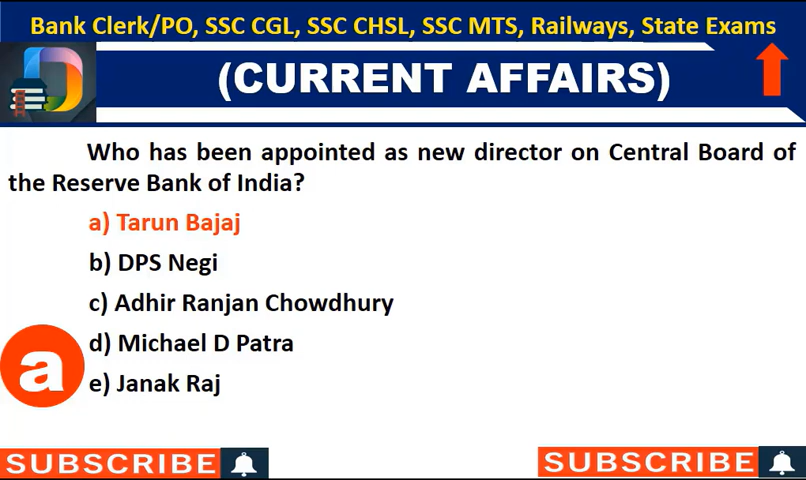 Bank Clerk/PO, SSC CGL, SSC CHSL, SSC MTS, Railways, State Exams
(CURRENT AFFAIRS)
Who has been appointed as new director on Central Board of
the Reserve Bank of India?
a) Tarun Bajaj
b) DPS Negi
c) Adhir Ranjan Chowdhury
d) Michael D Patra
a
e) Janak Raj
SUBSCRIBE
SUBSCRIBE